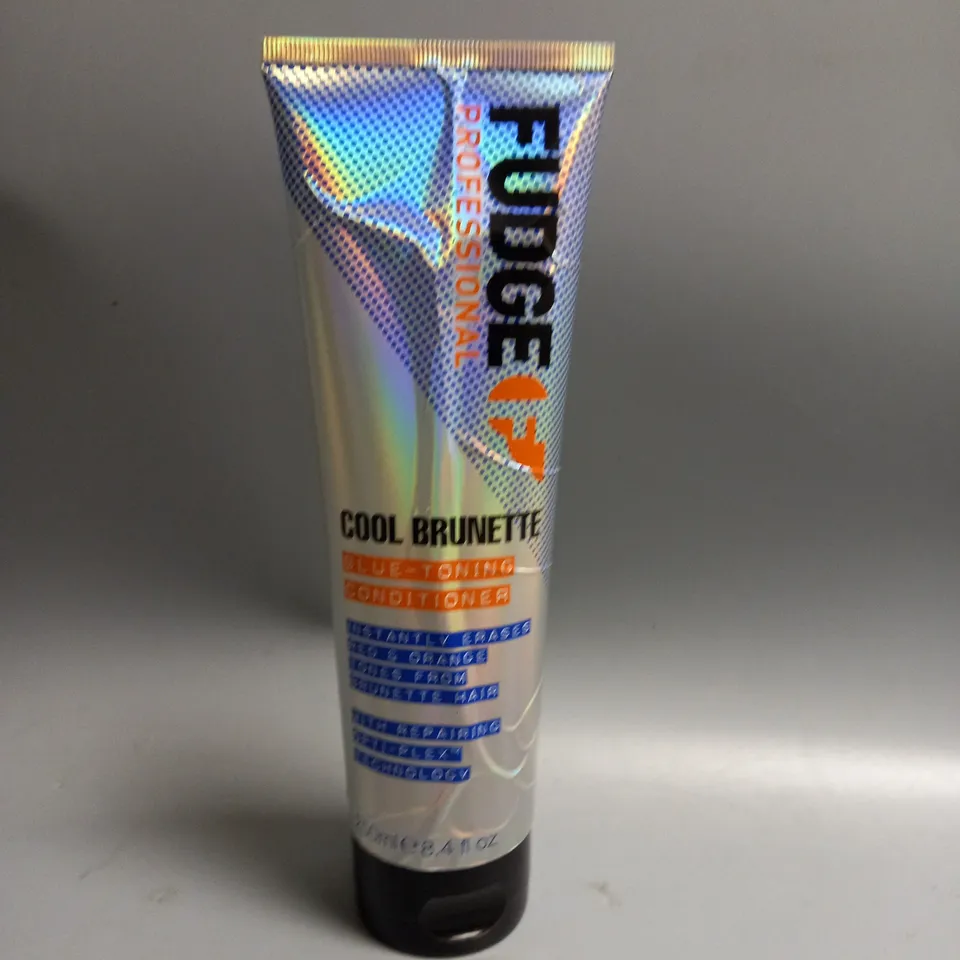 FUDGE
PROFESSIONAL
COOL BRUNETTE
BLUE-TONING
CONDITIONER
INSTANTLY ERASES
RED & ORANGE
TONES FROM
BRUNETTE HAIR
WITH REPAIRING
OPTI-PLEX™
TECHNOLOGY
250ml e 8.4 fl oz